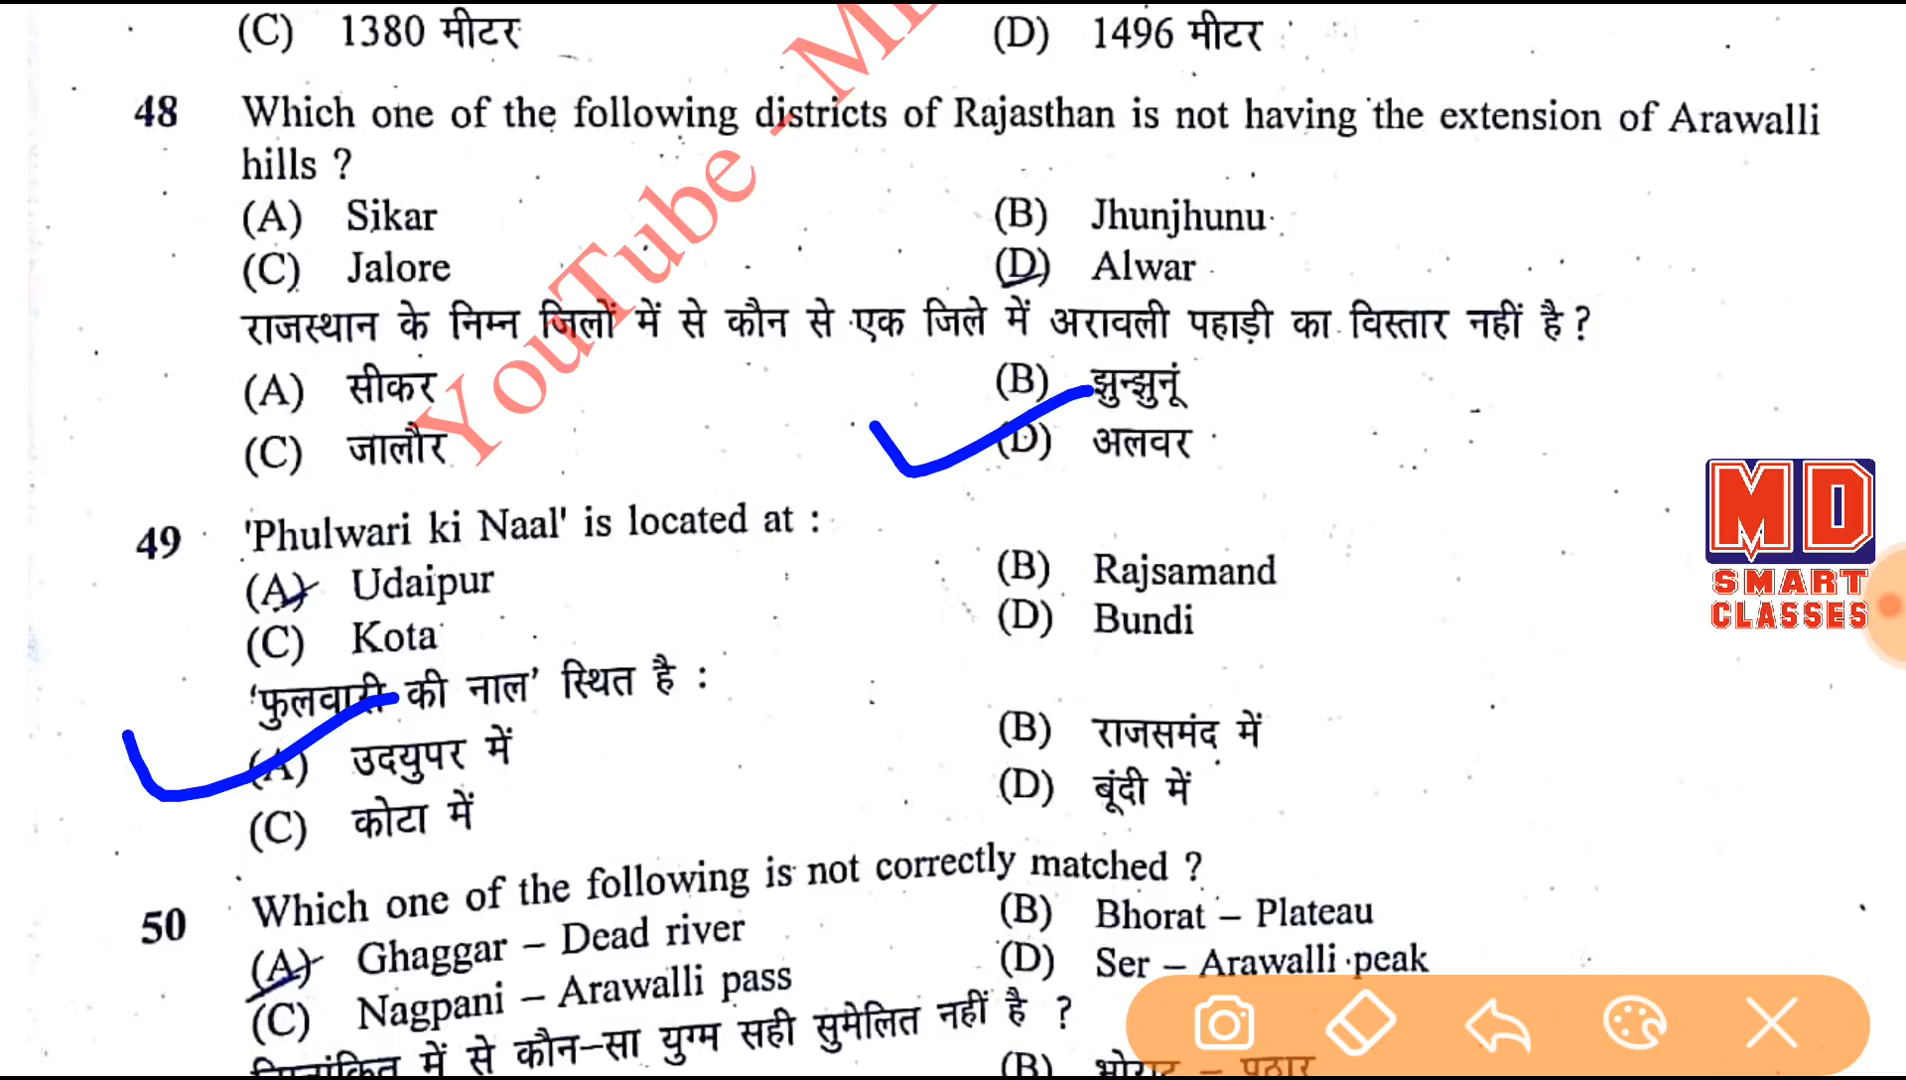 (C) 1380 मीटर (D) 1496 मीटर
48 Which one of the following districts of Rajasthan is not having the extension of Arawalli
hills ?
(A) Sikar (B) Jhunjhunu
(C) Jalore (D) Alwar
राजस्थान के निम्न जिलों में से कौन से एक जिले में अरावली पहाड़ी का विस्तार नहीं है ?
(A) सीकर (B) झुन्झुनूं
(C) जालौर (D) अलवर
49 'Phulwari ki Naal' is located at :
(A) Udaipur (B) Rajsamand
(C) Kota (D) Bundi
'फुलवारी की नाल' स्थित है :
(A) उदयुपर में (B) राजसमंद में
(C) कोटा में (D) बूंदी में
50 Which one of the following is not correctly matched ?
(A) Ghaggar – Dead river (B) Bhorat – Plateau
(C) Nagpani – Arawalli pass (D) Ser – Arawalli peak
में से कौन-सा युग्म सही सुमेलित नहीं है ?
(B) भोराट – पठार
YouTube -
MD
SMART
CLASSES